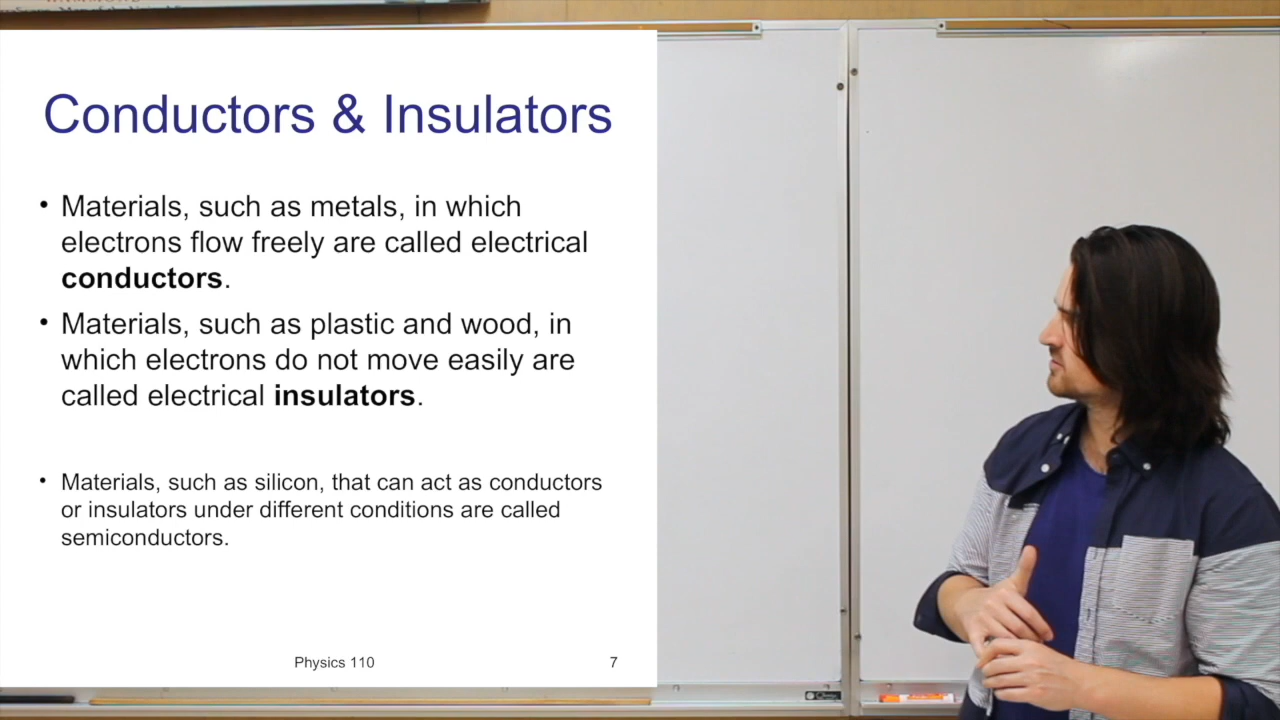 HAMMOND
Conductors & Insulators
• Materials, such as metals, in which
electrons flow freely are called electrical
conductors.
• Materials, such as plastic and wood, in
which electrons do not move easily are
called electrical insulators.
• Materials, such as silicon, that can act as conductors
or insulators under different conditions are called
semiconductors.
Physics 110
7